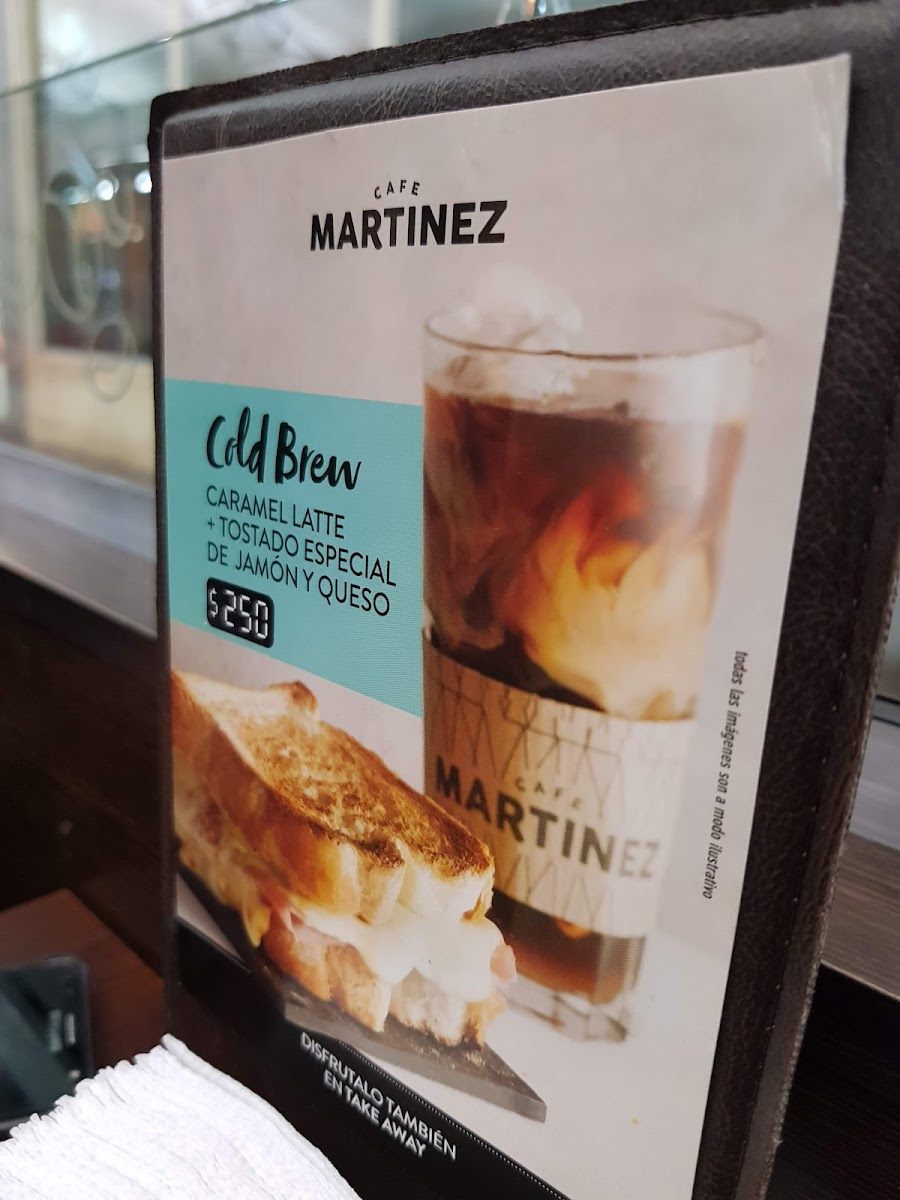 CAFE
MARTINEZ
Cold Brew
CARAMEL LATTE
+ TOSTADO ESPECIAL
DE JAMÓN Y QUESO
$250
CAFE
MARTINEZ
todas las imágenes son a modo ilustrativo
DISFRUTALO TAMBIÉN
EN TAKE AWAY